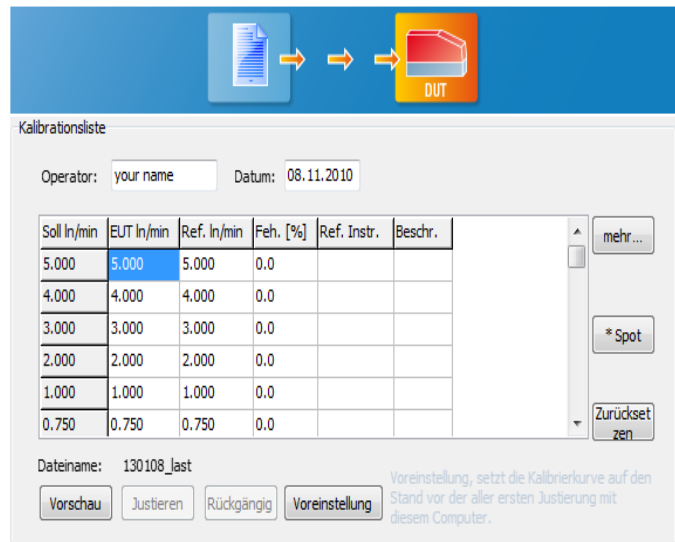 DUT
Kalibrationsliste
Operator: your name Datum: 08.11.2010
Soll ln/min EUT ln/min Ref. ln/min Feh. [%] Ref. Instr. Beschr.
5.000 5.000 5.000 0.0
4.000 4.000 4.000 0.0
3.000 3.000 3.000 0.0
2.000 2.000 2.000 0.0
1.000 1.000 1.000 0.0
0.750 0.750 0.750 0.0
mehr...
* Spot
Zurückset
zen
Dateiname: 130108_last
Vorschau Justieren Rückgängig Voreinstellung
Voreinstellung, setzt die Kalibrierkurve auf den
Stand vor der aller ersten Justierung mit
diesem Computer.